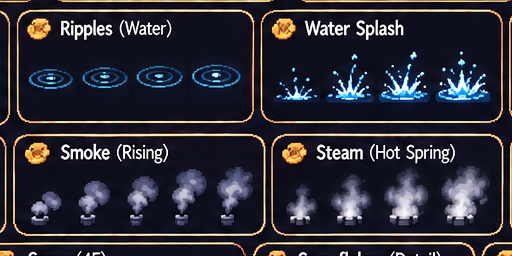 Ripples (Water)
Water Splash
Smoke (Rising)
Steam (Hot Spring)